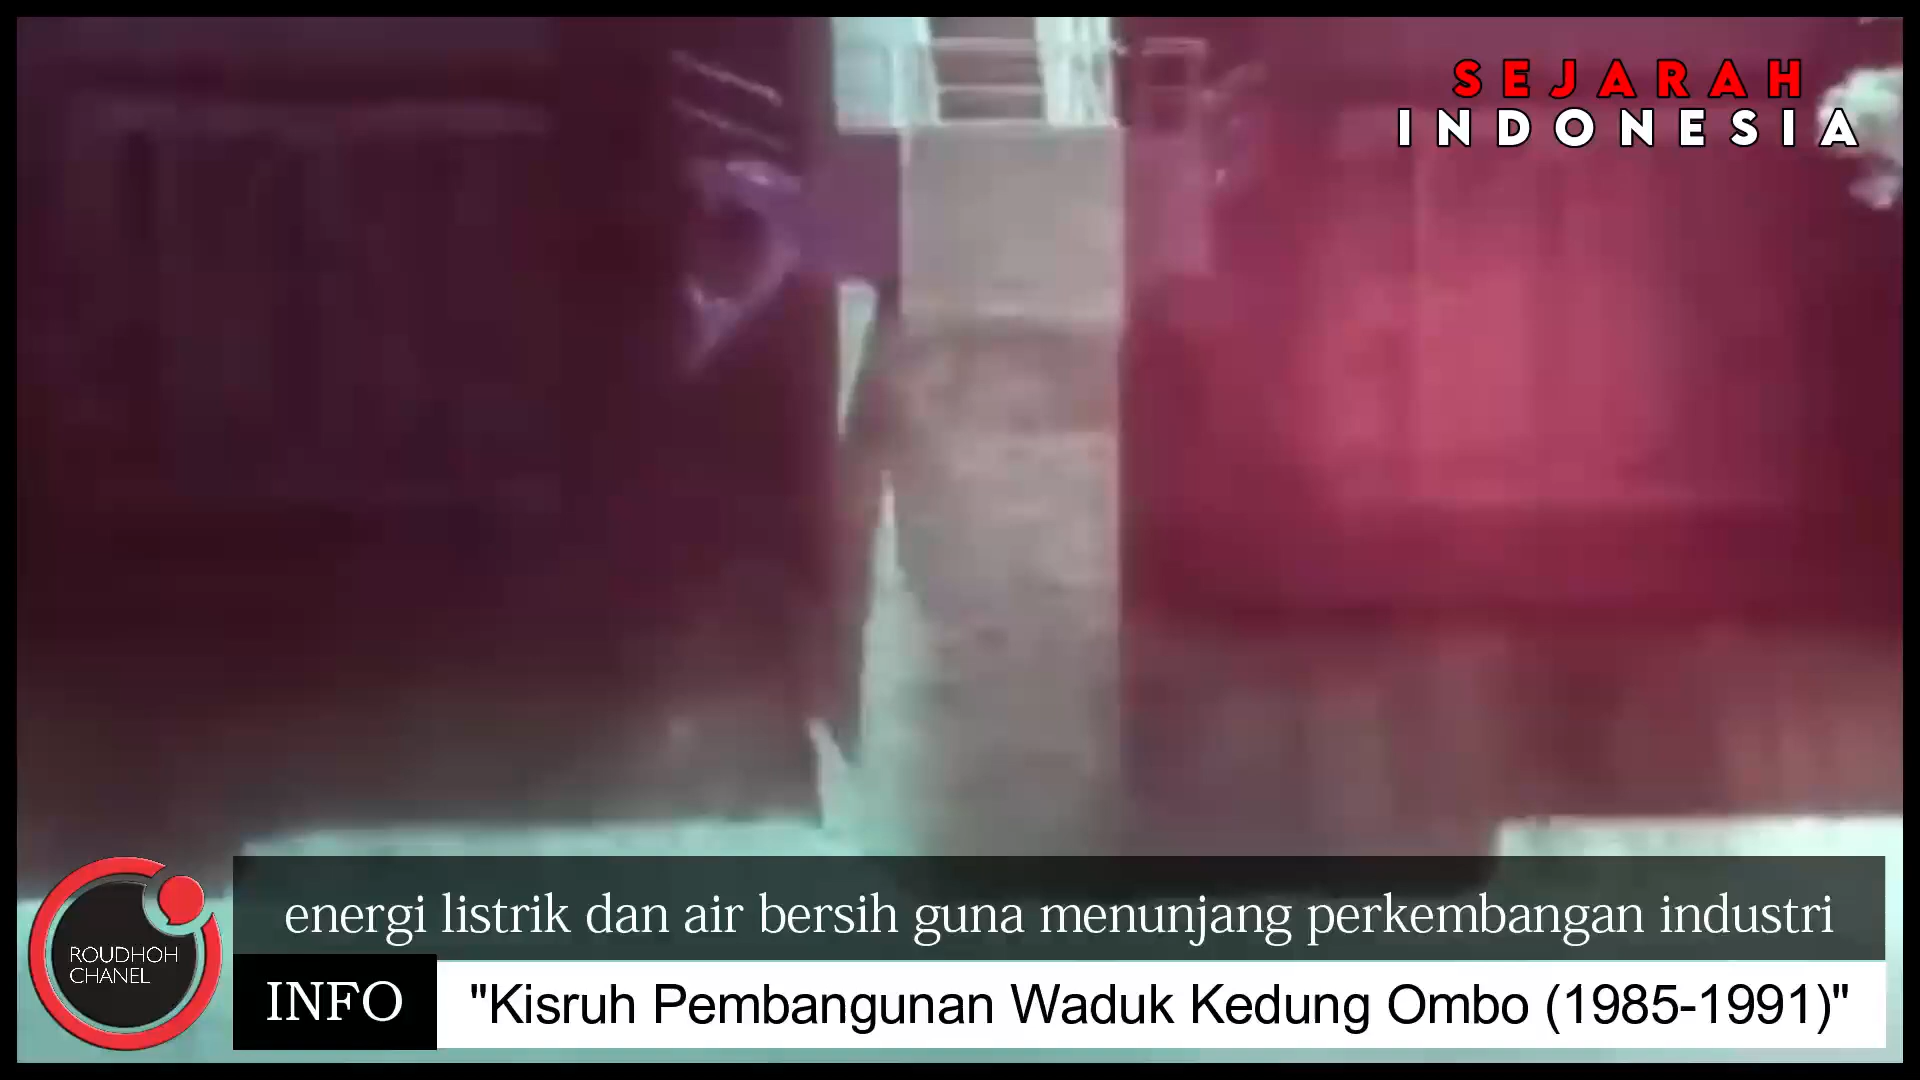 SEJARAH
INDONESIA
energi listrik dan air bersih guna menunjang perkembangan industri
ROUDHOH
CHANEL
INFO
"Kisruh Pembangunan Waduk Kedung Ombo (1985-1991)"